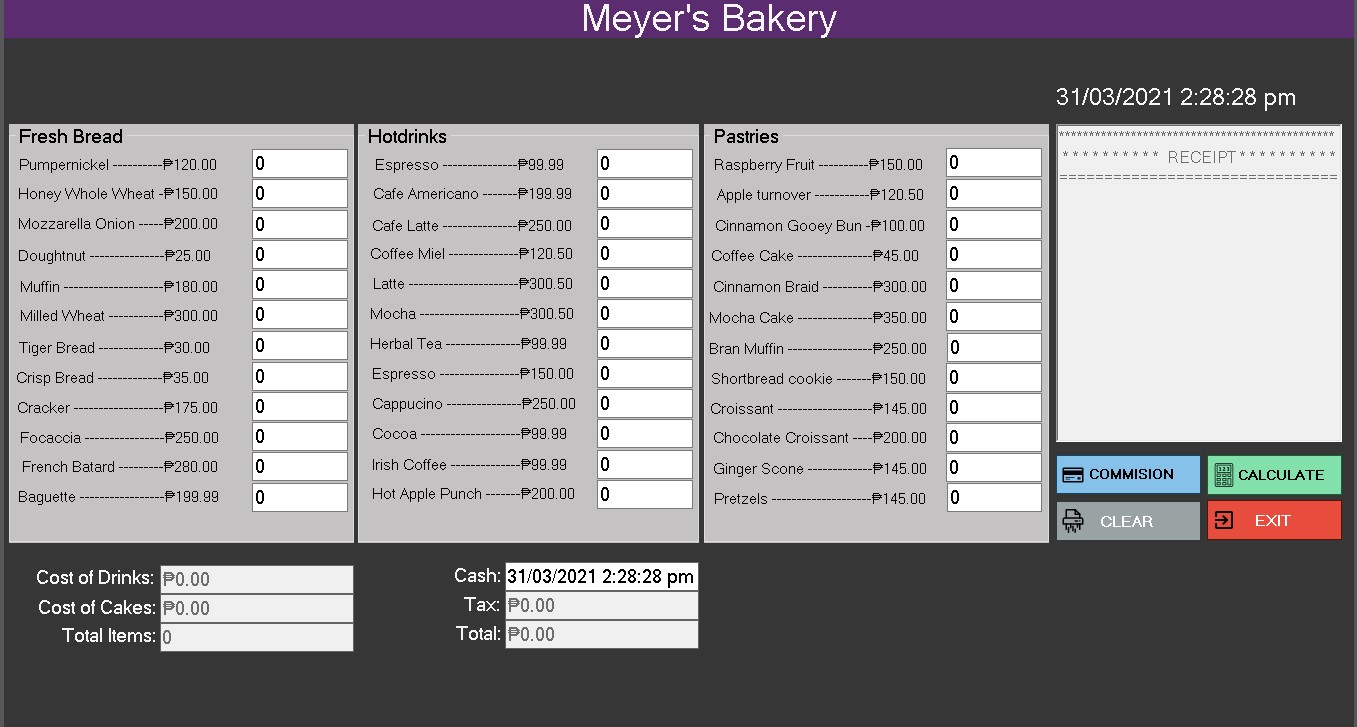 Meyer's Bakery
31/03/2021 2:28:28 pm
Fresh Bread
Pumpernickel ----------₱120.00 0
Honey Whole Wheat -₱150.00 0
Mozzarella Onion -----₱200.00 0
Doughtnut ---------------₱25.00 0
Muffin --------------------₱180.00 0
Milled Wheat -----------₱300.00 0
Tiger Bread -------------₱30.00 0
Crisp Bread -------------₱35.00 0
Cracker ------------------₱175.00 0
Focaccia ----------------₱250.00 0
French Batard ---------₱280.00 0
Baguette -----------------₱199.99 0
Hotdrinks
Espresso ---------------₱99.99 0
Cafe Americano -------₱199.99 0
Cafe Latte ---------------₱250.00 0
Coffee Miel --------------₱120.50 0
Latte ----------------------₱300.50 0
Mocha --------------------₱300.50 0
Herbal Tea ---------------₱99.99 0
Espresso ----------------₱150.00 0
Cappucino ---------------₱250.00 0
Cocoa --------------------₱99.99 0
Irish Coffee --------------₱99.99 0
Hot Apple Punch -------₱200.00 0
Pastries
Raspberry Fruit ----------₱150.00 0
Apple turnover -----------₱120.50 0
Cinnamon Gooey Bun -₱100.00 0
Coffee Cake ---------------₱45.00 0
Cinnamon Braid ----------₱300.00 0
Mocha Cake ---------------₱350.00 0
Bran Muffin -----------------₱250.00 0
Shortbread cookie -------₱150.00 0
Croissant -------------------₱145.00 0
Chocolate Croissant ----₱200.00 0
Ginger Scone -------------₱145.00 0
Pretzels --------------------₱145.00 0
**********************************************
* * * * * * * * * * RECEIPT* * * * * * * * * *
===============================
COMMISION
CALCULATE
CLEAR
EXIT
Cost of Drinks: ₱0.00
Cost of Cakes: ₱0.00
Total Items: 0
Cash: 31/03/2021 2:28:28 pm
Tax: ₱0.00
Total: ₱0.00